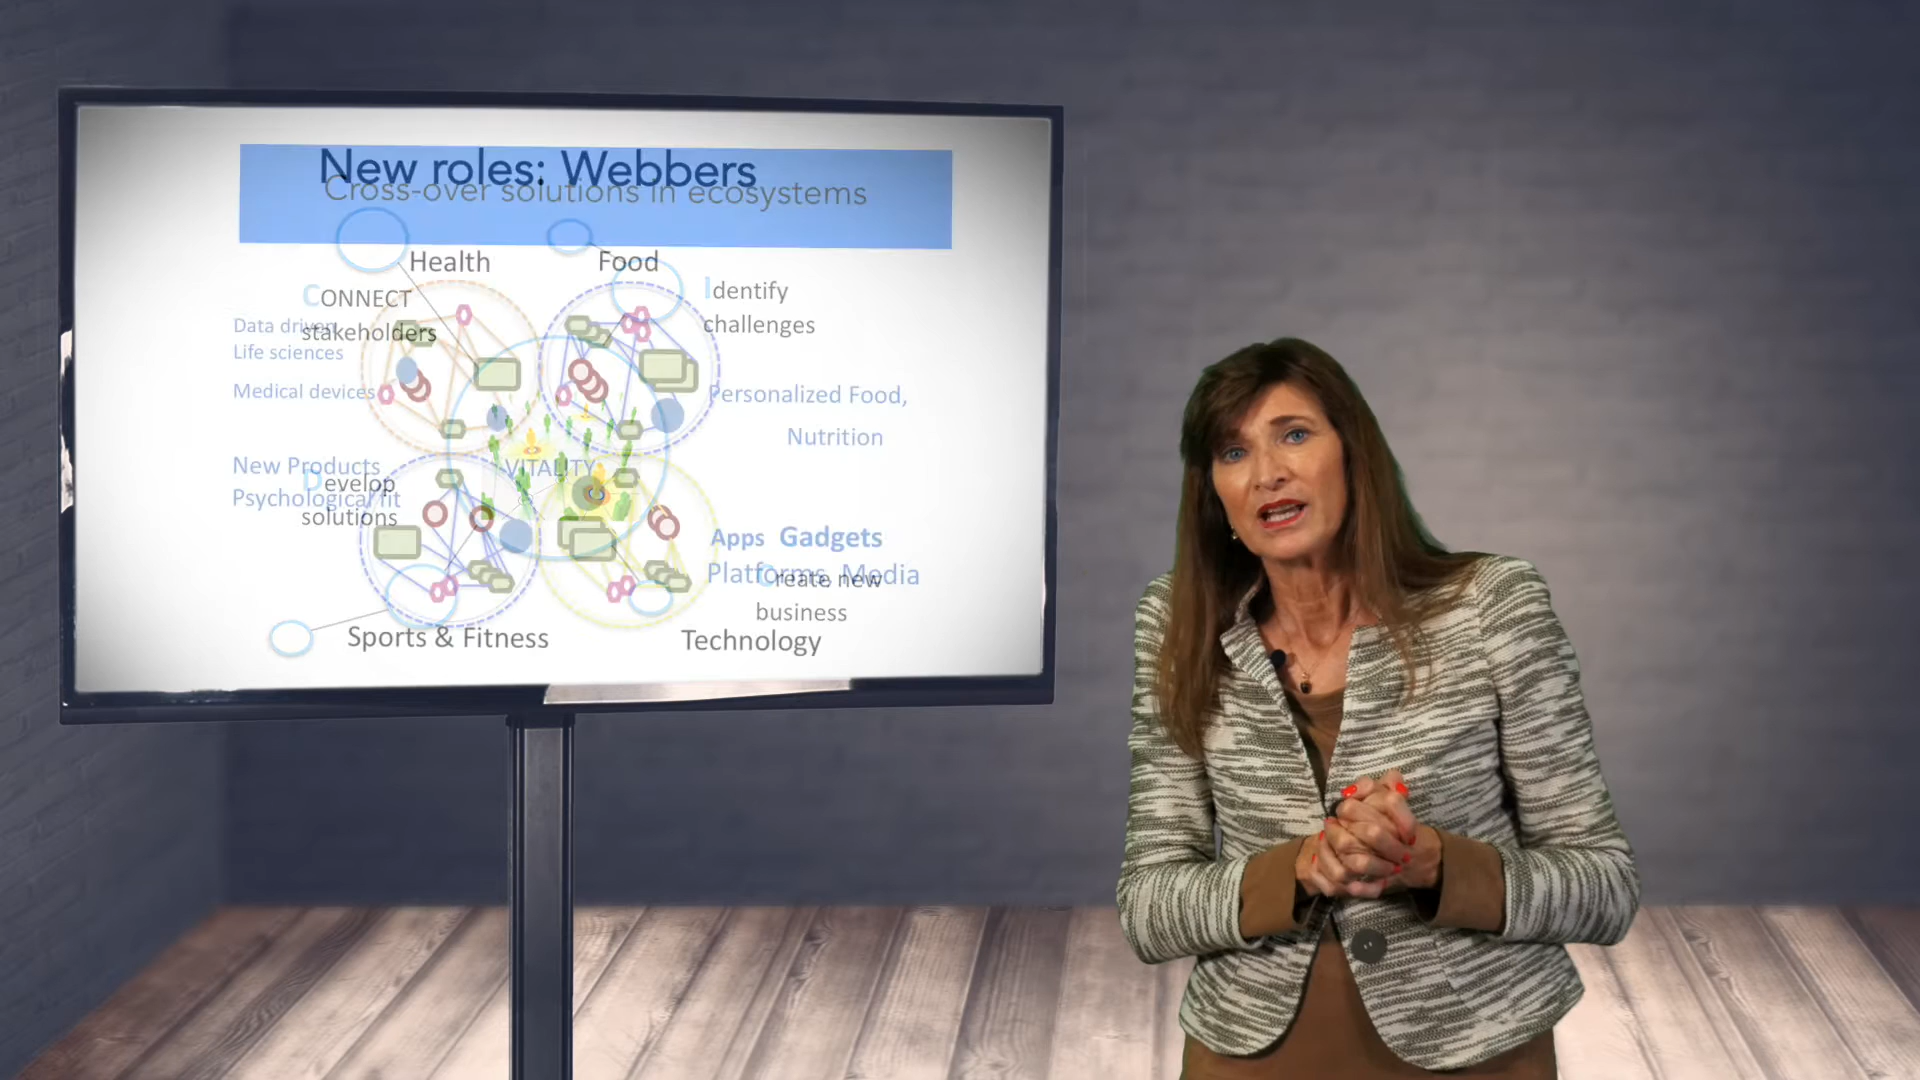 New roles: Webbers
Cross-over solutions in ecosystems
Health
Food
CONNECT
stakeholders
Identify
challenges
Data driven
Life sciences
Medical devices
Personalized Food,
Nutrition
VITALITY
New Products
Psychological fit
Develop
solutions
Apps Gadgets
Platforms, Media
Create new
business
Sports & Fitness
Technology